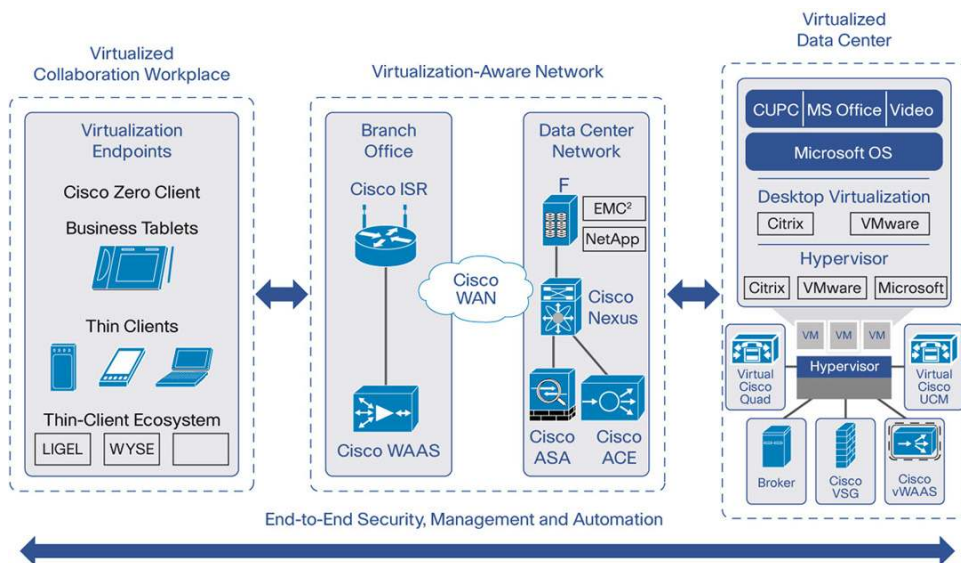 Virtualized
Collaboration Workplace
Virtualization
Endpoints
Cisco Zero Client
Business Tablets
Thin Clients
Thin-Client Ecosystem
LIGEL
WYSE
Virtualization-Aware Network
Branch
Office
Cisco ISR
Cisco WAAS
Cisco
WAN
Data Center
Network
F
EMC²
NetApp
Cisco
Nexus
Cisco
ASA
Cisco
ACE
Virtualized
Data Center
CUPC
MS Office
Video
Microsoft OS
Desktop Virtualization
Citrix
VMware
Hypervisor
Citrix
VMware
Microsoft
VM
VM
VM
Virtual
Cisco
Quad
Hypervisor
Virtual
Cisco
UCM
Broker
Cisco
VSG
Cisco
vWAAS
End-to-End Security, Management and Automation